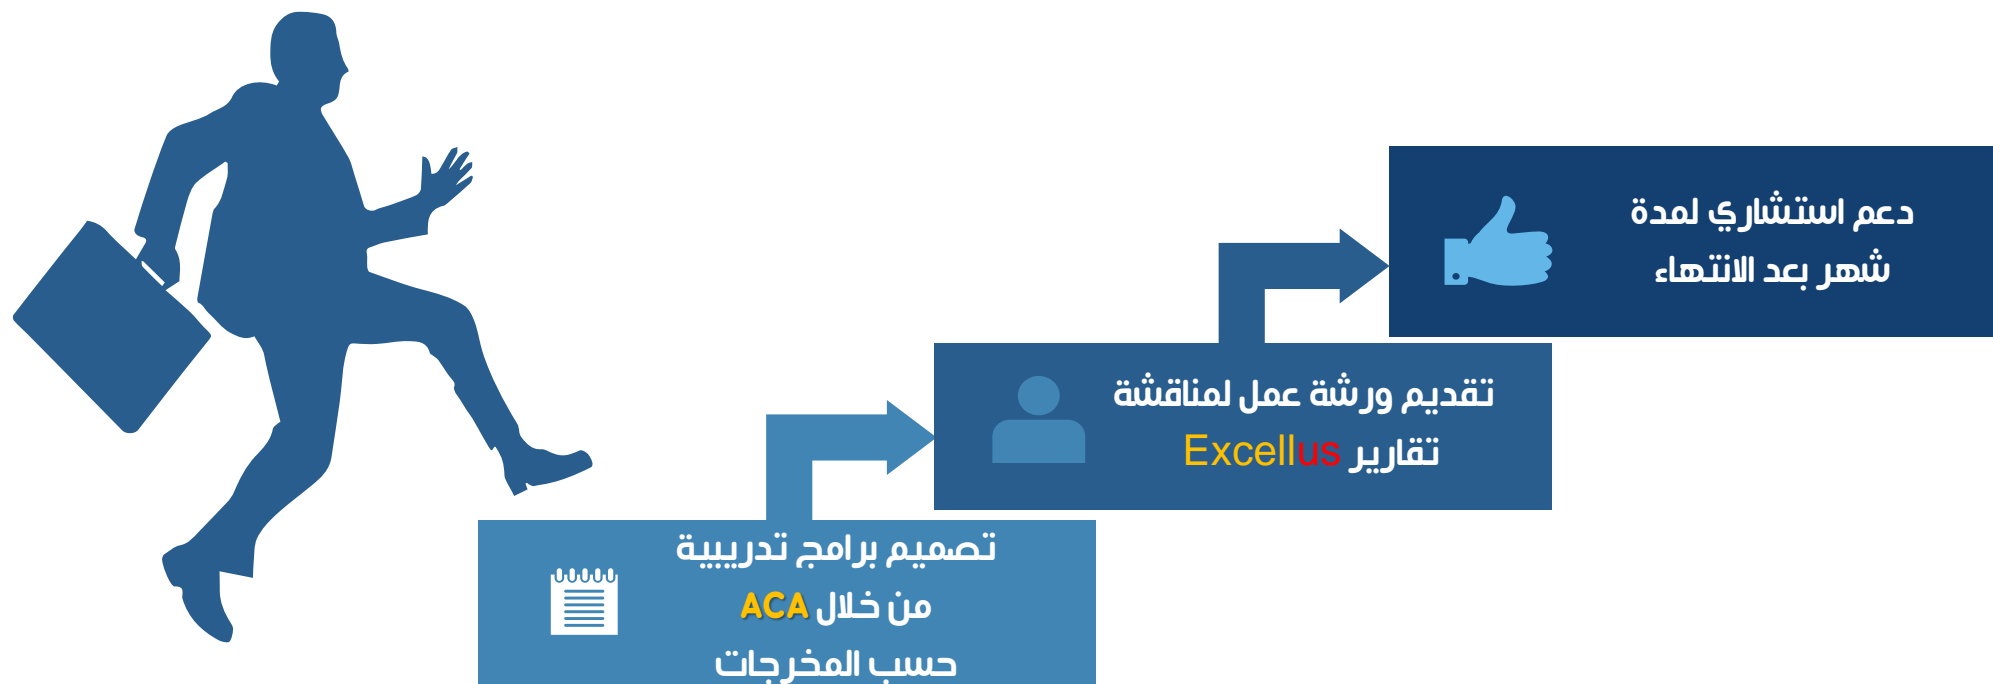 دعم استشاري لمدة
شهر بعد الانتهاء
تقديم ورشة عمل لمناقشة
تقارير Excellus
تصميم برامج تدريبية
من خلال ACA
حسب المخرجات